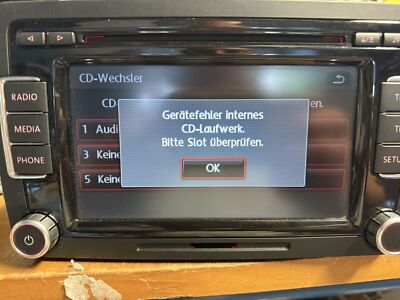 CD-Wechsler
RADIO
MEDIA
PHONE
Gerätefehler internes
CD-Laufwerk.
Bitte Slot überprüfen.
OK
1 Audi
3 Keine
5 Keine
SETU